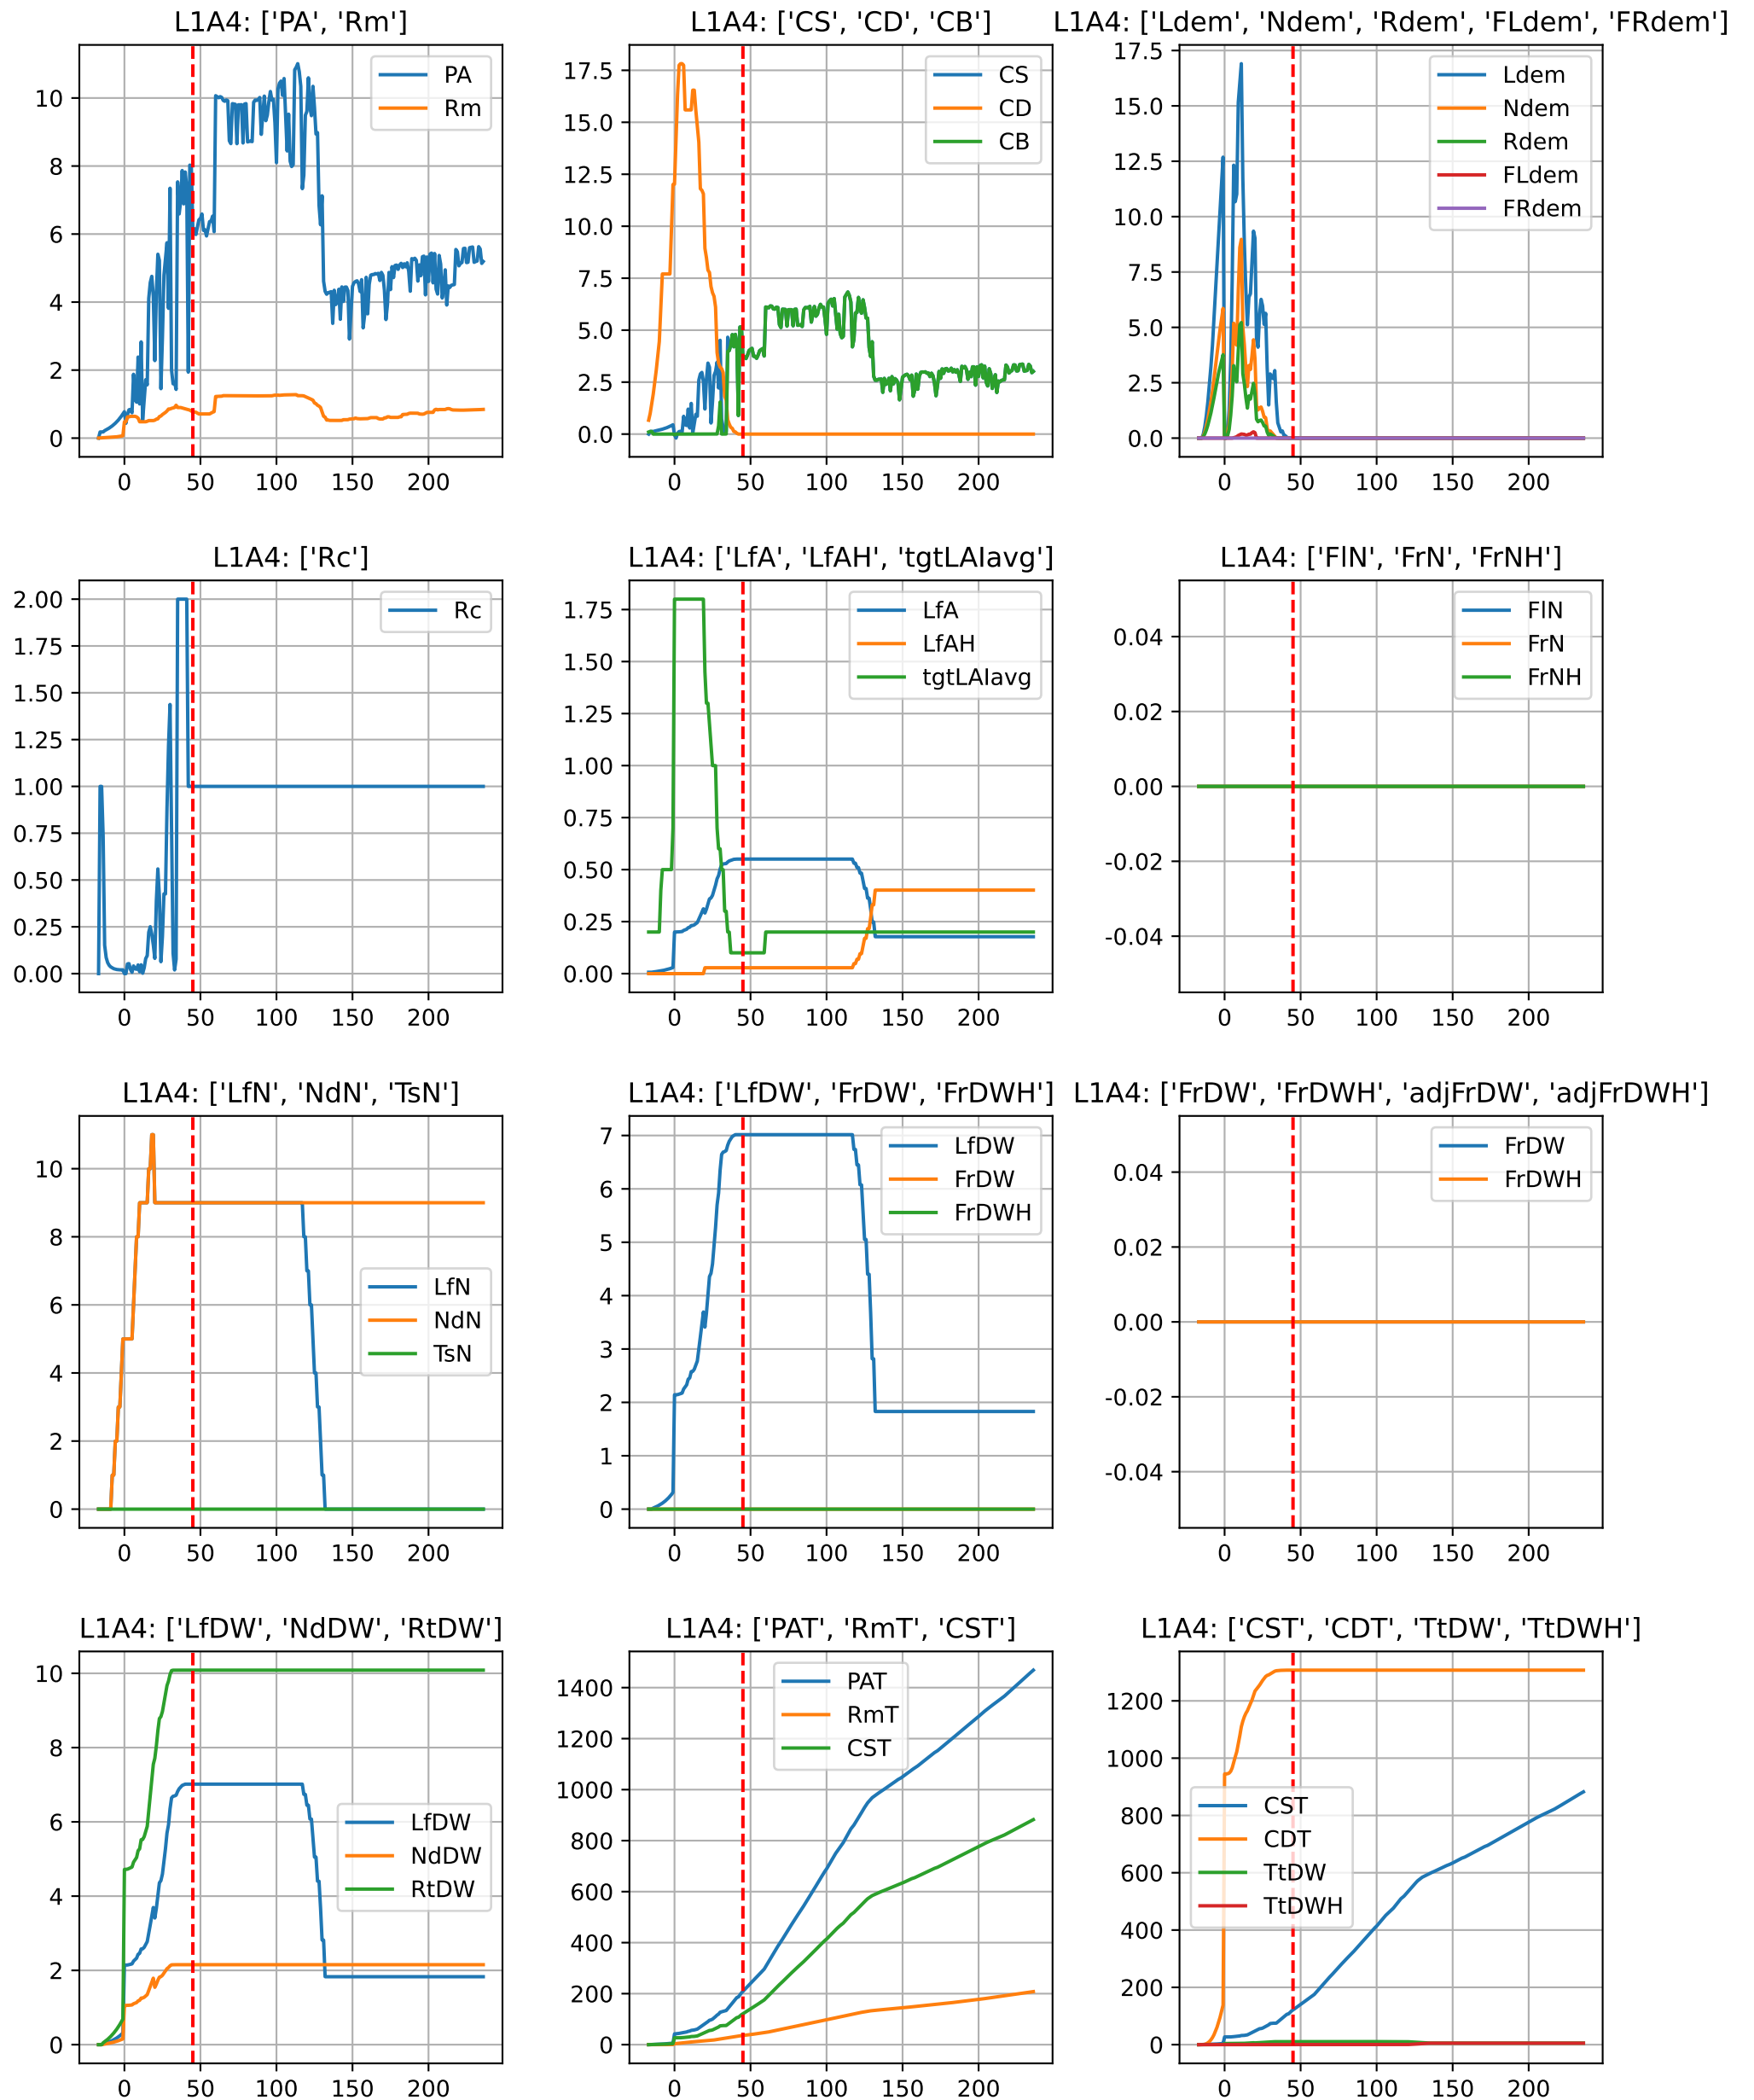 L1A4: ['PA', 'Rm']
10
8
6
4
2
0
0 50 100 150 200
PA
Rm
L1A4: ['CS', 'CD', 'CB']
17.5
15.0
12.5
10.0
7.5
5.0
2.5
0.0
0 50 100 150 200
CS
CD
CB
L1A4: ['Ldem', 'Ndem', 'Rdem', 'FLdem', 'FRdem']
17.5
15.0
12.5
10.0
7.5
5.0
2.5
0.0
0 50 100 150 200
Ldem
Ndem
Rdem
FLdem
FRdem
L1A4: ['Rc']
2.00
1.75
1.50
1.25
1.00
0.75
0.50
0.25
0.00
0 50 100 150 200
Rc
L1A4: ['LfA', 'LfAH', 'tgtLAIavg']
1.75
1.50
1.25
1.00
0.75
0.50
0.25
0.00
0 50 100 150 200
LfA
LfAH
tgtLAIavg
L1A4: ['FlN', 'FrN', 'FrNH']
0.04
0.02
0.00
-0.02
-0.04
0 50 100 150 200
FlN
FrN
FrNH
L1A4: ['LfN', 'NdN', 'TsN']
10
8
6
4
2
0
0 50 100 150 200
LfN
NdN
TsN
L1A4: ['LfDW', 'FrDW', 'FrDWH']
7
6
5
4
3
2
1
0
0 50 100 150 200
LfDW
FrDW
FrDWH
L1A4: ['FrDW', 'FrDWH', 'adjFrDW', 'adjFrDWH']
0.04
0.02
0.00
-0.02
-0.04
0 50 100 150 200
FrDW
FrDWH
L1A4: ['LfDW', 'NdDW', 'RtDW']
10
8
6
4
2
0
0 50 100 150 200
LfDW
NdDW
RtDW
L1A4: ['PAT', 'RmT', 'CST']
1400
1200
1000
800
600
400
200
0
0 50 100 150 200
PAT
RmT
CST
L1A4: ['CST', 'CDT', 'TtDW', 'TtDWH']
1200
1000
800
600
400
200
0
0 50 100 150 200
CST
CDT
TtDW
TtDWH